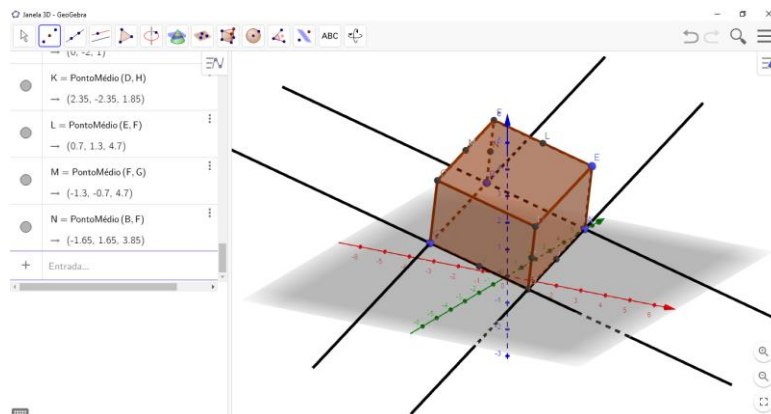 Janela 3D - GeoGebra
ABC
→ (0, -2, 1)
K = PontoMédio (D, H)
→ (2.35, -2.35, 1.85)
L = PontoMédio (E, F)
→ (0.7, 1.3, 4.7)
M = PontoMédio (F, G)
→ (-1.3, -0.7, 4.7)
N = PontoMédio (B, F)
→ (-1.65, 1.65, 3.85)
+ Entrada...
L
E